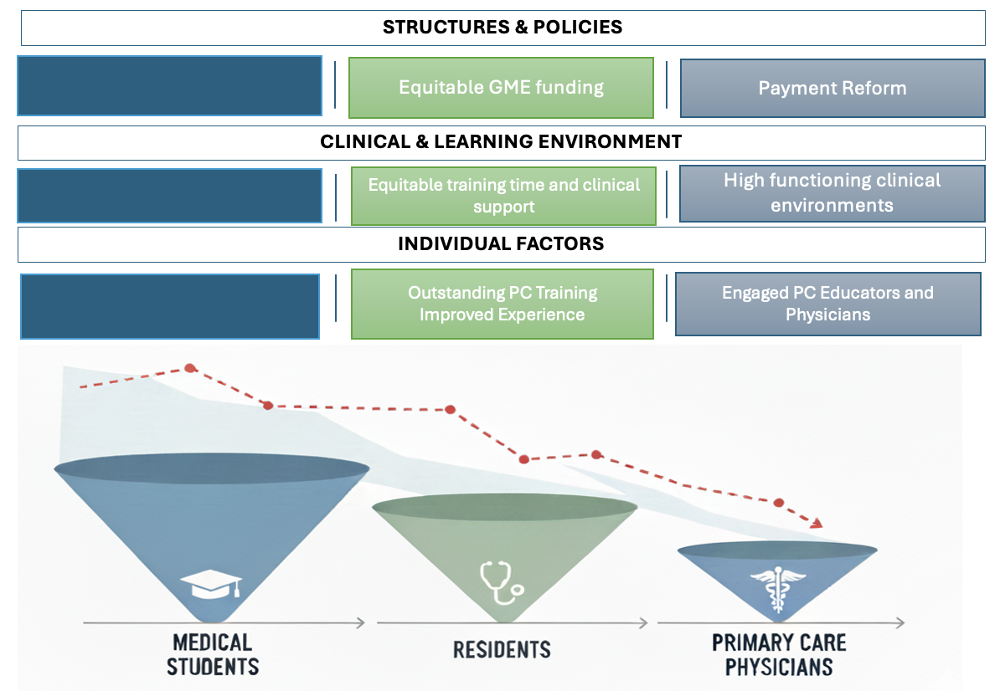 STRUCTURES & POLICIES
Equitable GME funding
Payment Reform
CLINICAL & LEARNING ENVIRONMENT
Equitable training time and clinical
support
High functioning clinical
environments
INDIVIDUAL FACTORS
Outstanding PC Training
Improved Experience
Engaged PC Educators and
Physicians
MEDICAL
STUDENTS
RESIDENTS
PRIMARY CARE
PHYSICIANS